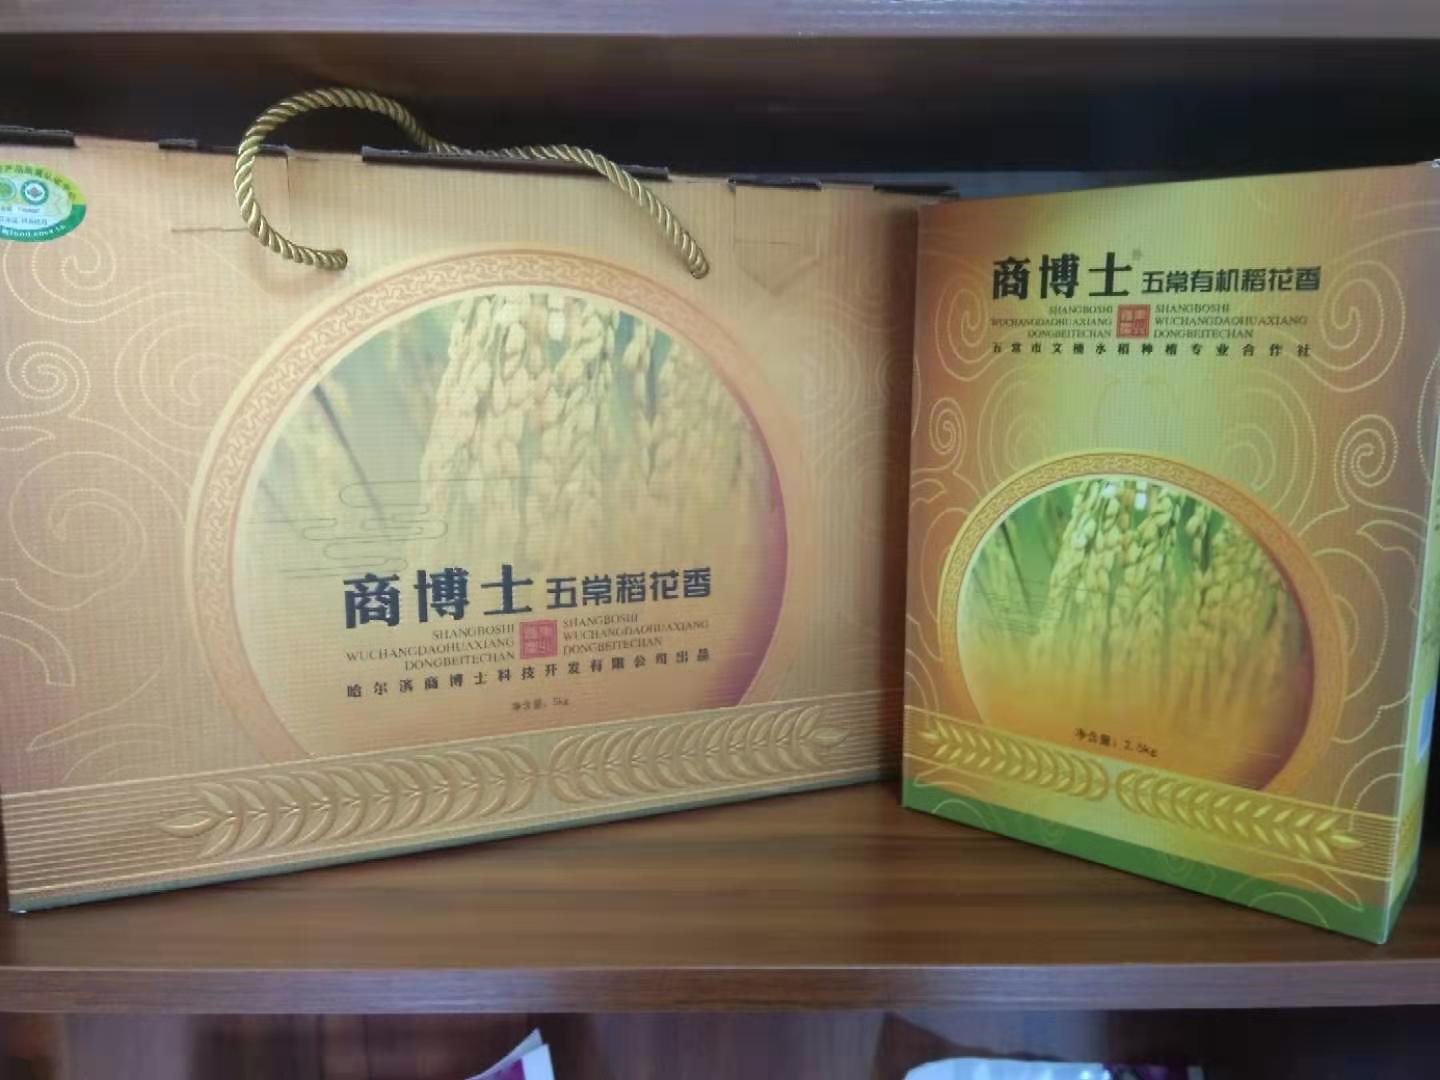 商博士 五常稻花香
SHANGBOSHI
WUCHANGDAOHUAXIANG
DONGBEITECHAN
SHANGBOSHI
WUCHANGDAOHUAXIANG
DONGBEITECHAN
哈尔滨商博士科技开发有限公司出品
净含量：5kg
商博士 五常有机稻花香
SHANGBOSHI
WUCHANGDAOHUAXIANG
DONGBEITECHAN
SHANGBOSHI
WUCHANGDAOHUAXIANG
DONGBEITECHAN
五常市文穗水稻种植专业合作社
净含量：2.5kg